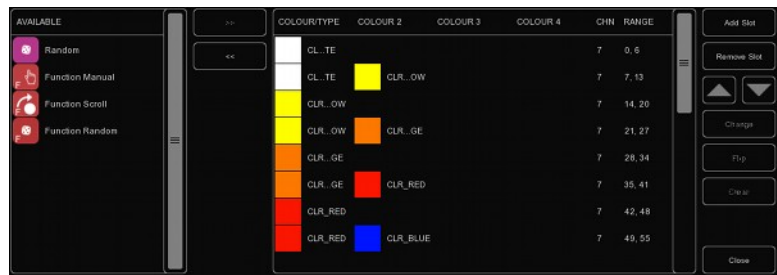 AVAILABLE
Random
Function Manual
Function Scroll
Function Random
F
F
F
>>
<<
COLOUR/TYPE COLOUR 2 COLOUR 3 COLOUR 4 CHN RANGE
CL...TE 7 0, 6
CL...TE CLR...OW 7 7, 13
CLR...OW 7 14, 20
CLR...OW CLR...GE 7 21, 27
CLR...GE 7 28, 34
CLR...GE CLR_RED 7 35, 41
CLR_RED 7 42, 48
CLR_RED CLR_BLUE 7 49, 55
Add Slot
Remove Slot
Change
Flip
Clear
Close